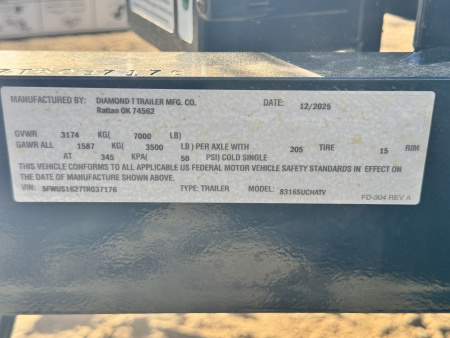 MANUFACTURED BY: DIAMOND T TRAILER MFG. CO. DATE: 12/2025
Rattan OK 74562
GVWR 3174 KG( 7000 LB)
GAWR ALL 1587 KG( 3500 LB) PER AXLE WITH 205 TIRE 15 RIM
AT 345 KPA( 50 PSI) COLD SINGLE
THIS VEHICLE CONFORMS TO ALL APPLICABLE US FEDERAL MOTOR VEHICLE SAFETY STANDARDS IN EFFECT ON
THE DATE OF MANUFACTURE SHOWN ABOVE.
VIN: 5FWUS1627TR037176 TYPE: TRAILER MODEL: 8316SUCHATV
FD-304 REV A